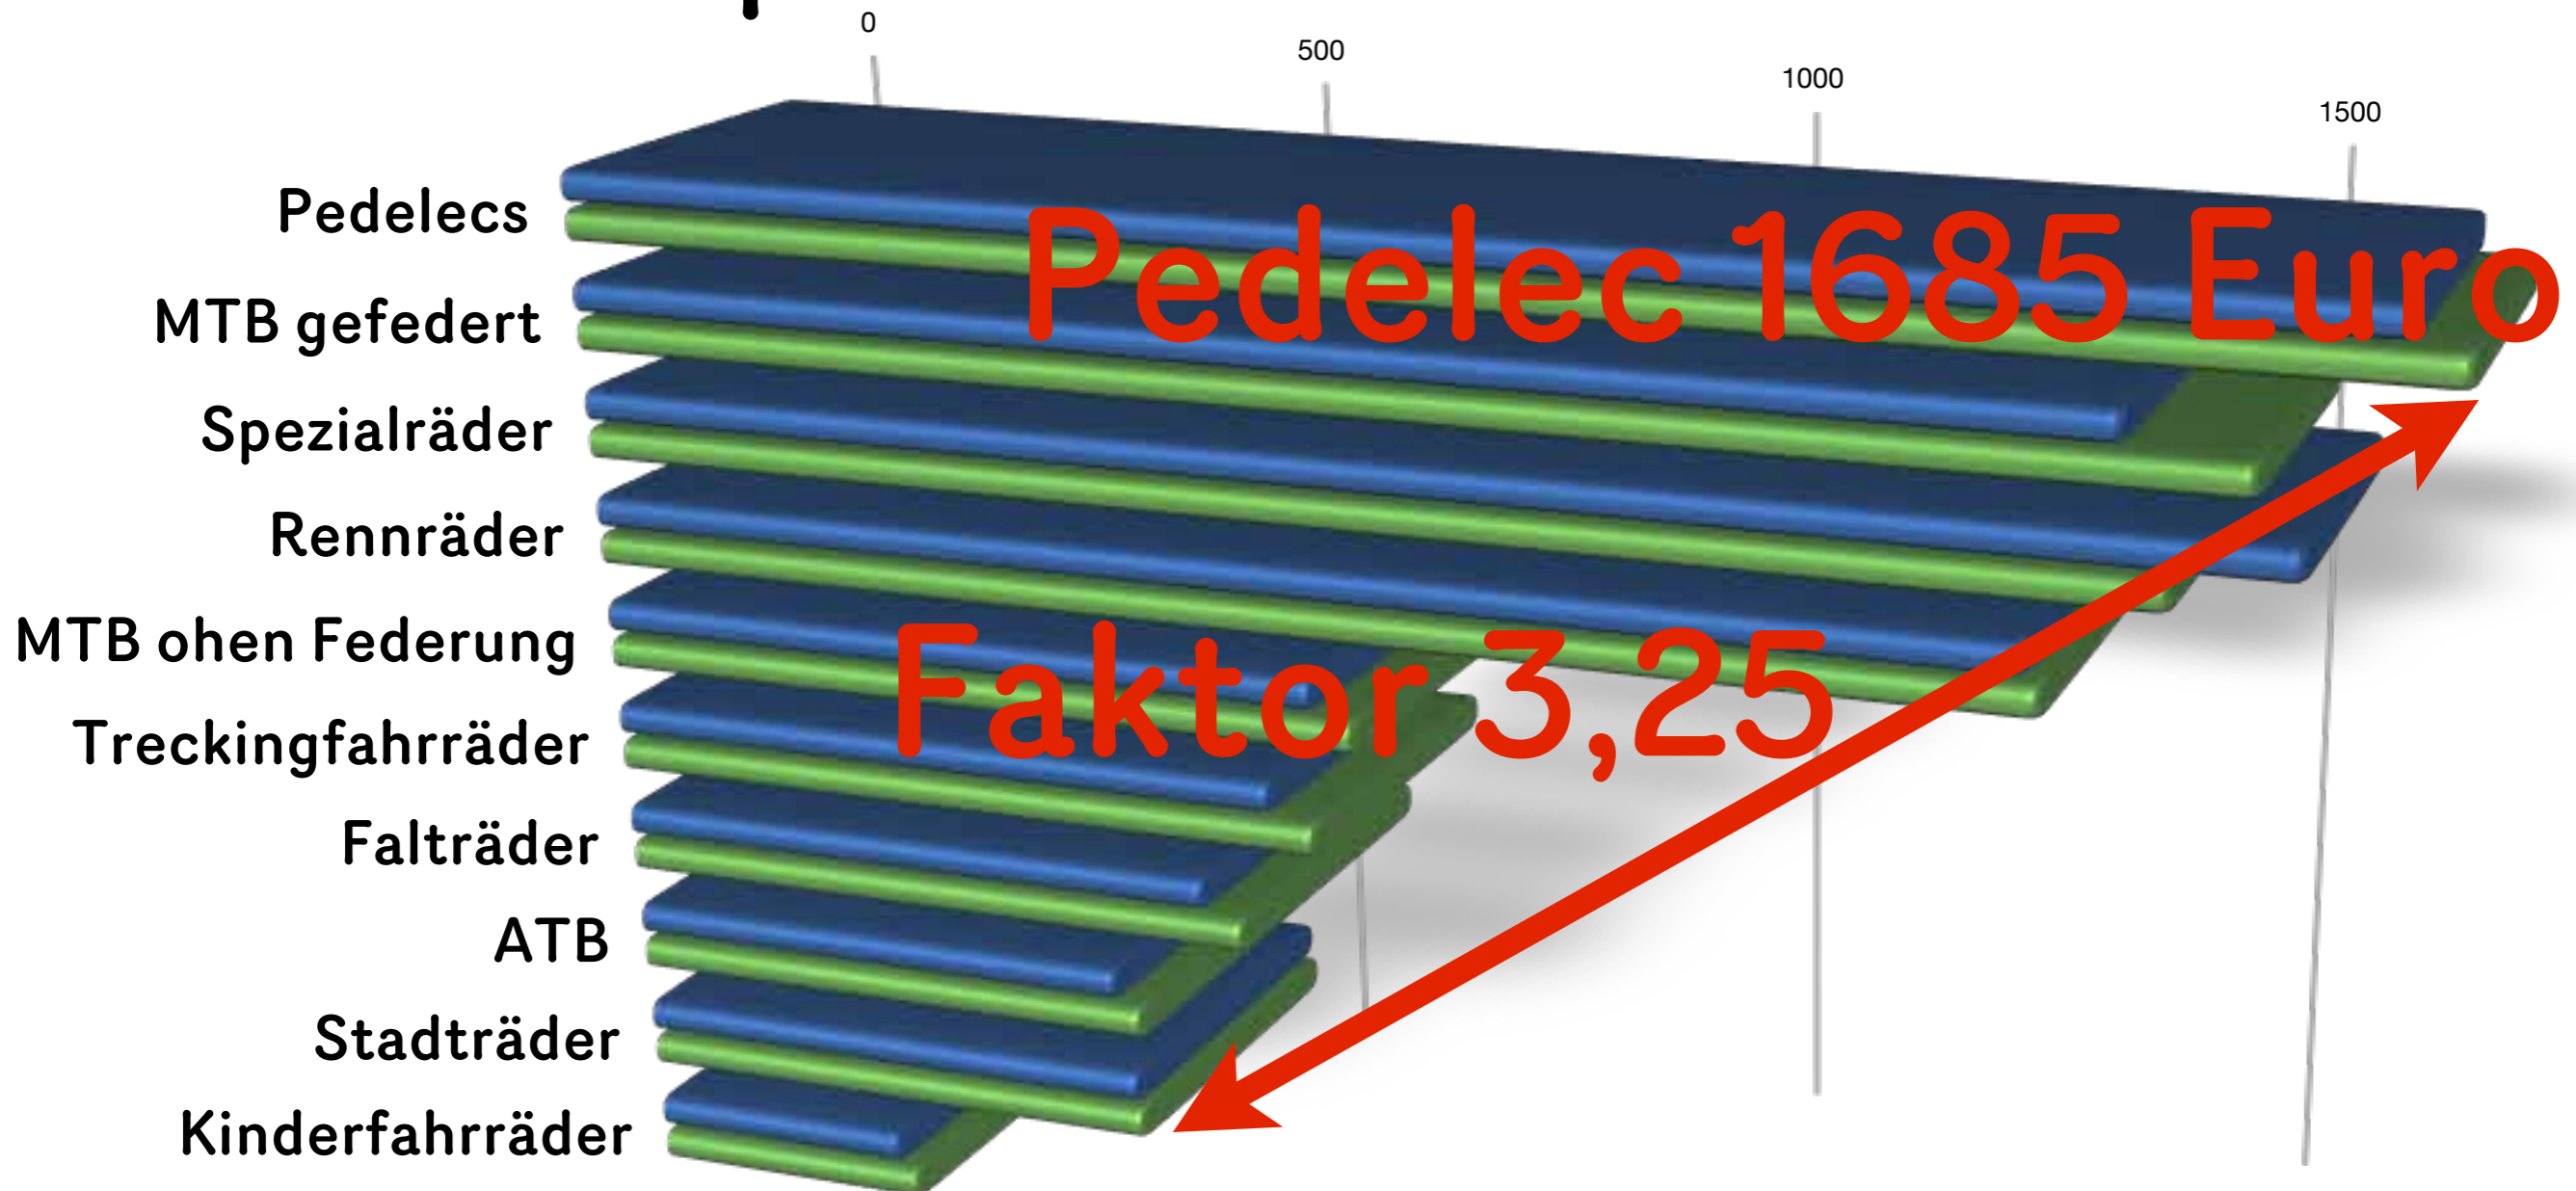 0
500
1000
1500
Pedelecs
Pedelec 1685 Euro
MTB gefedert
Spezialräder
Rennräder
MTB ohen Federung
Faktor 3,25
Treckingfahrräder
Falträder
ATB
Stadträder
Kinderfahrräder